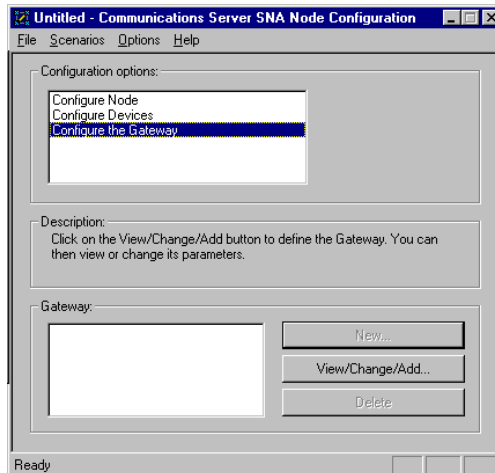 Untitled - Communications Server SNA Node Configuration
File Scenarios Options Help
Configuration options:
Configure Node
Configure Devices
Configure the Gateway
Description:
Click on the View/Change/Add button to define the Gateway. You can
then view or change its parameters.
Gateway:
New...
View/Change/Add...
Delete
Ready